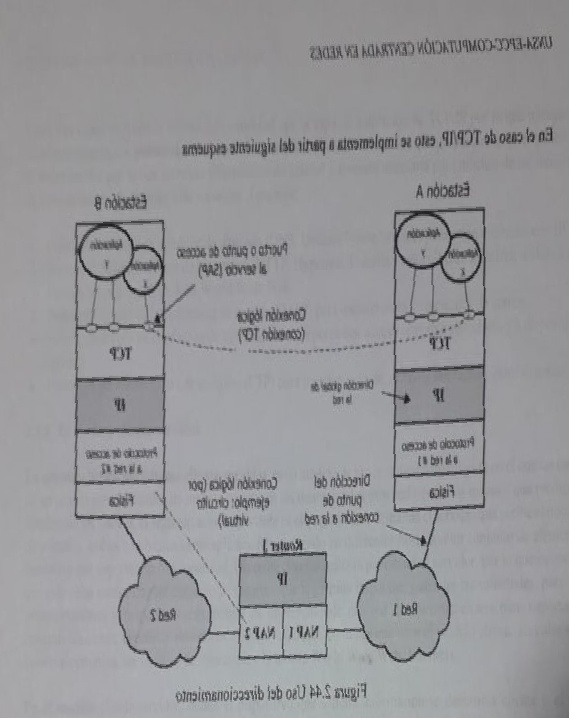 UNSA-EPCC-COMPUTACIÓN CENTRADA EN REDES
En el caso de TCP/IP, esto se implementa a partir del siguiente esquema
Estación A
Aplicación
Y
Aplicación
X
TCP
IP
Protocolo de acceso
a la red #1
Física
Puerto o punto de acceso
al servicio (SAP)
Conexión lógica
(conexión TCP)
Dirección global de
la red
Dirección del
punto de
conexión a la red
Conexión lógica (por
ejemplo: circuito
virtual)
Estación B
Aplicación
Y
Aplicación
X
TCP
IP
Protocolo de acceso
a la red #2
Física
Router J
IP
NAP 1
NAP 2
Red 1
Red 2
Figura 2.44 Uso del direccionamiento